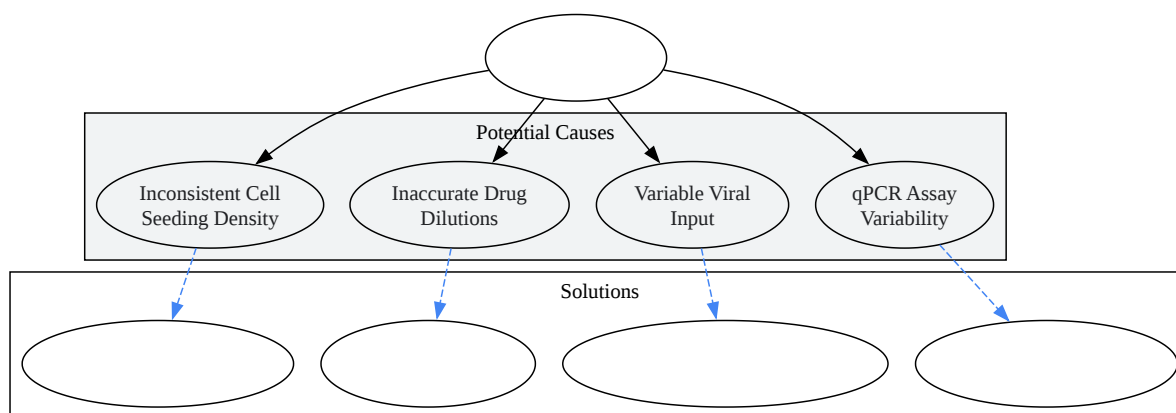 Potential Causes
Inconsistent Cell
Seeding Density
Inaccurate Drug
Dilutions
Variable Viral
Input
qPCR Assay
Variability
Solutions